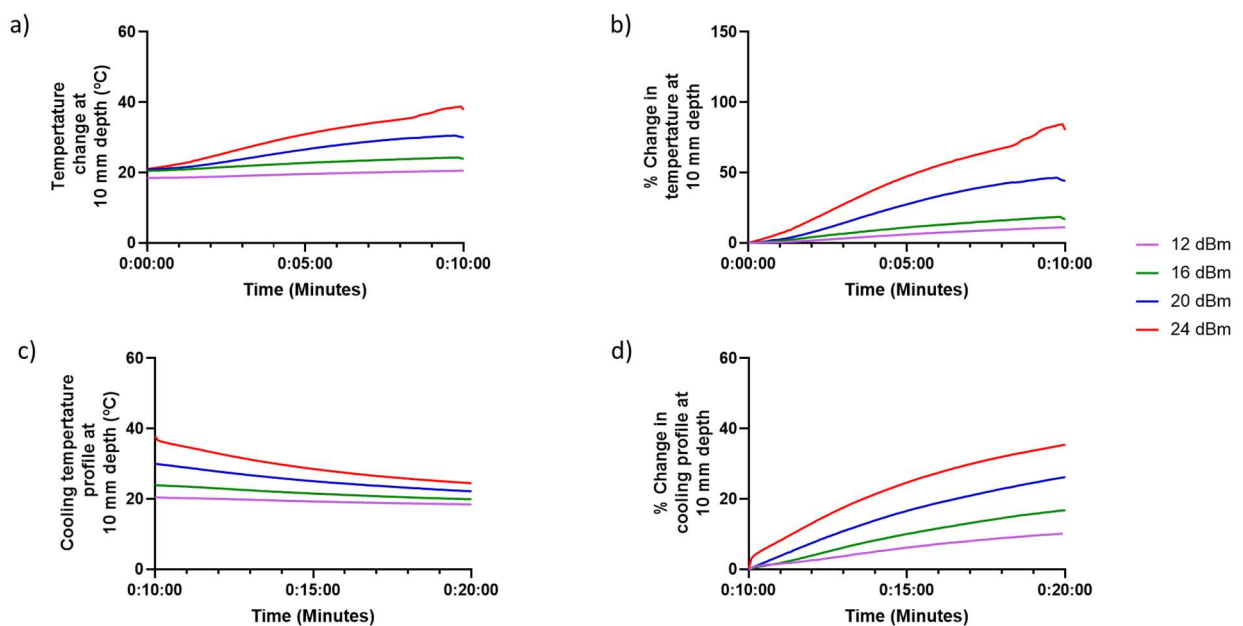 a)
Tempertature
change at
10 mm depth (°C)
60
40
20
0
0:00:00
0:05:00
0:10:00
Time (Minutes)
b)
% Change in
tempertature at
10 mm depth
150
100
50
0
0:00:00
0:05:00
0:10:00
Time (Minutes)
12 dBm
16 dBm
20 dBm
24 dBm
c)
Cooling tempertature
profile at
10 mm depth (°C)
60
40
20
0
0:10:00
0:15:00
0:20:00
Time (Minutes)
d)
% Change in
cooling profile at
10 mm depth
60
40
20
0
0:10:00
0:15:00
0:20:00
Time (Minutes)